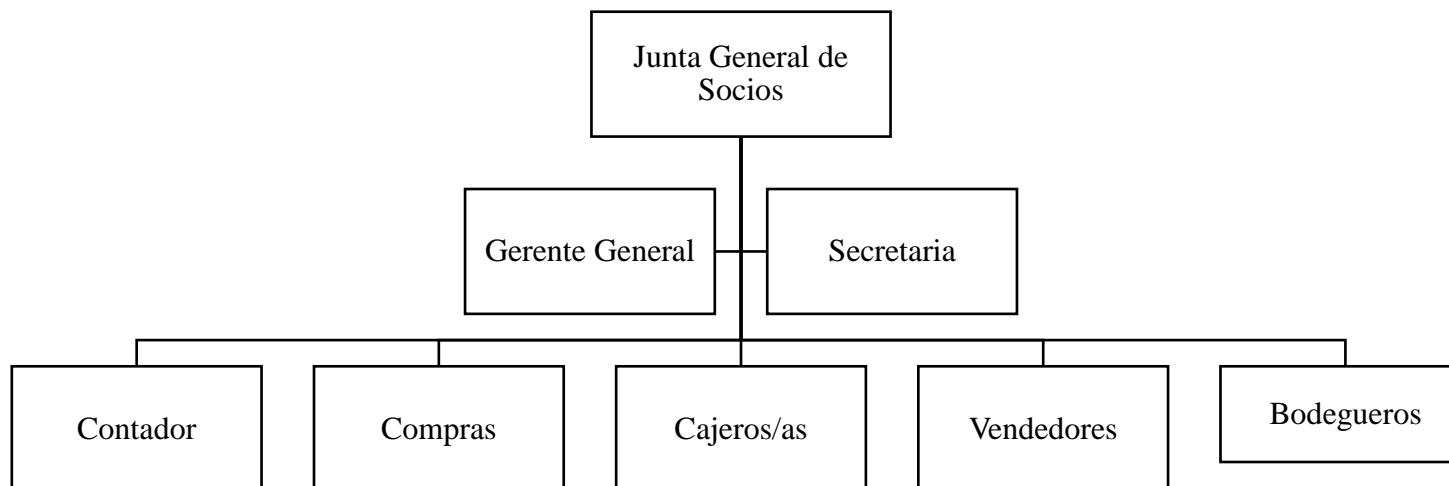 Junta General de
Socios
Gerente General
Secretaria
Contador
Compras
Cajeros/as
Vendedores
Bodegueros